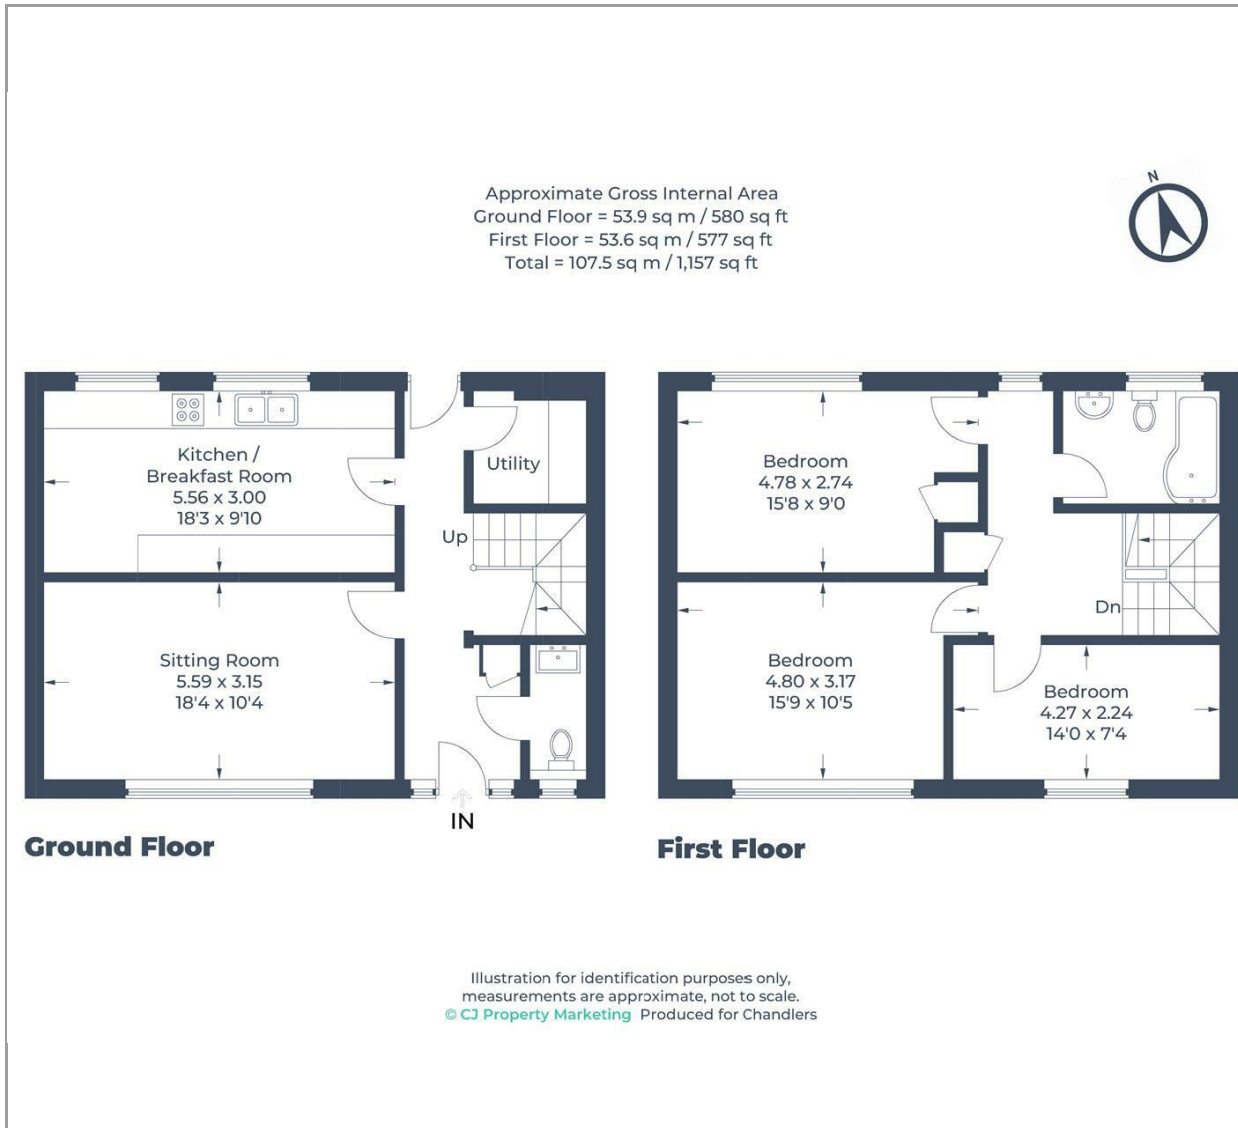 N
Approximate Gross Internal Area
Ground Floor = 53.9 sq m / 580 sq ft
First Floor = 53.6 sq m / 577 sq ft
Total = 107.5 sq m / 1,157 sq ft
Kitchen /
Breakfast Room
5.56 x 3.00
18'3 x 9'10
Utility
Up
Sitting Room
5.59 x 3.15
18'4 x 10'4
IN
Ground Floor
Bedroom
4.78 x 2.74
15'8 x 9'0
Dn
Bedroom
4.80 x 3.17
15'9 x 10'5
Bedroom
4.27 x 2.24
14'0 x 7'4
First Floor
Illustration for identification purposes only,
measurements are approximate, not to scale.
© CJ Property Marketing Produced for Chandlers